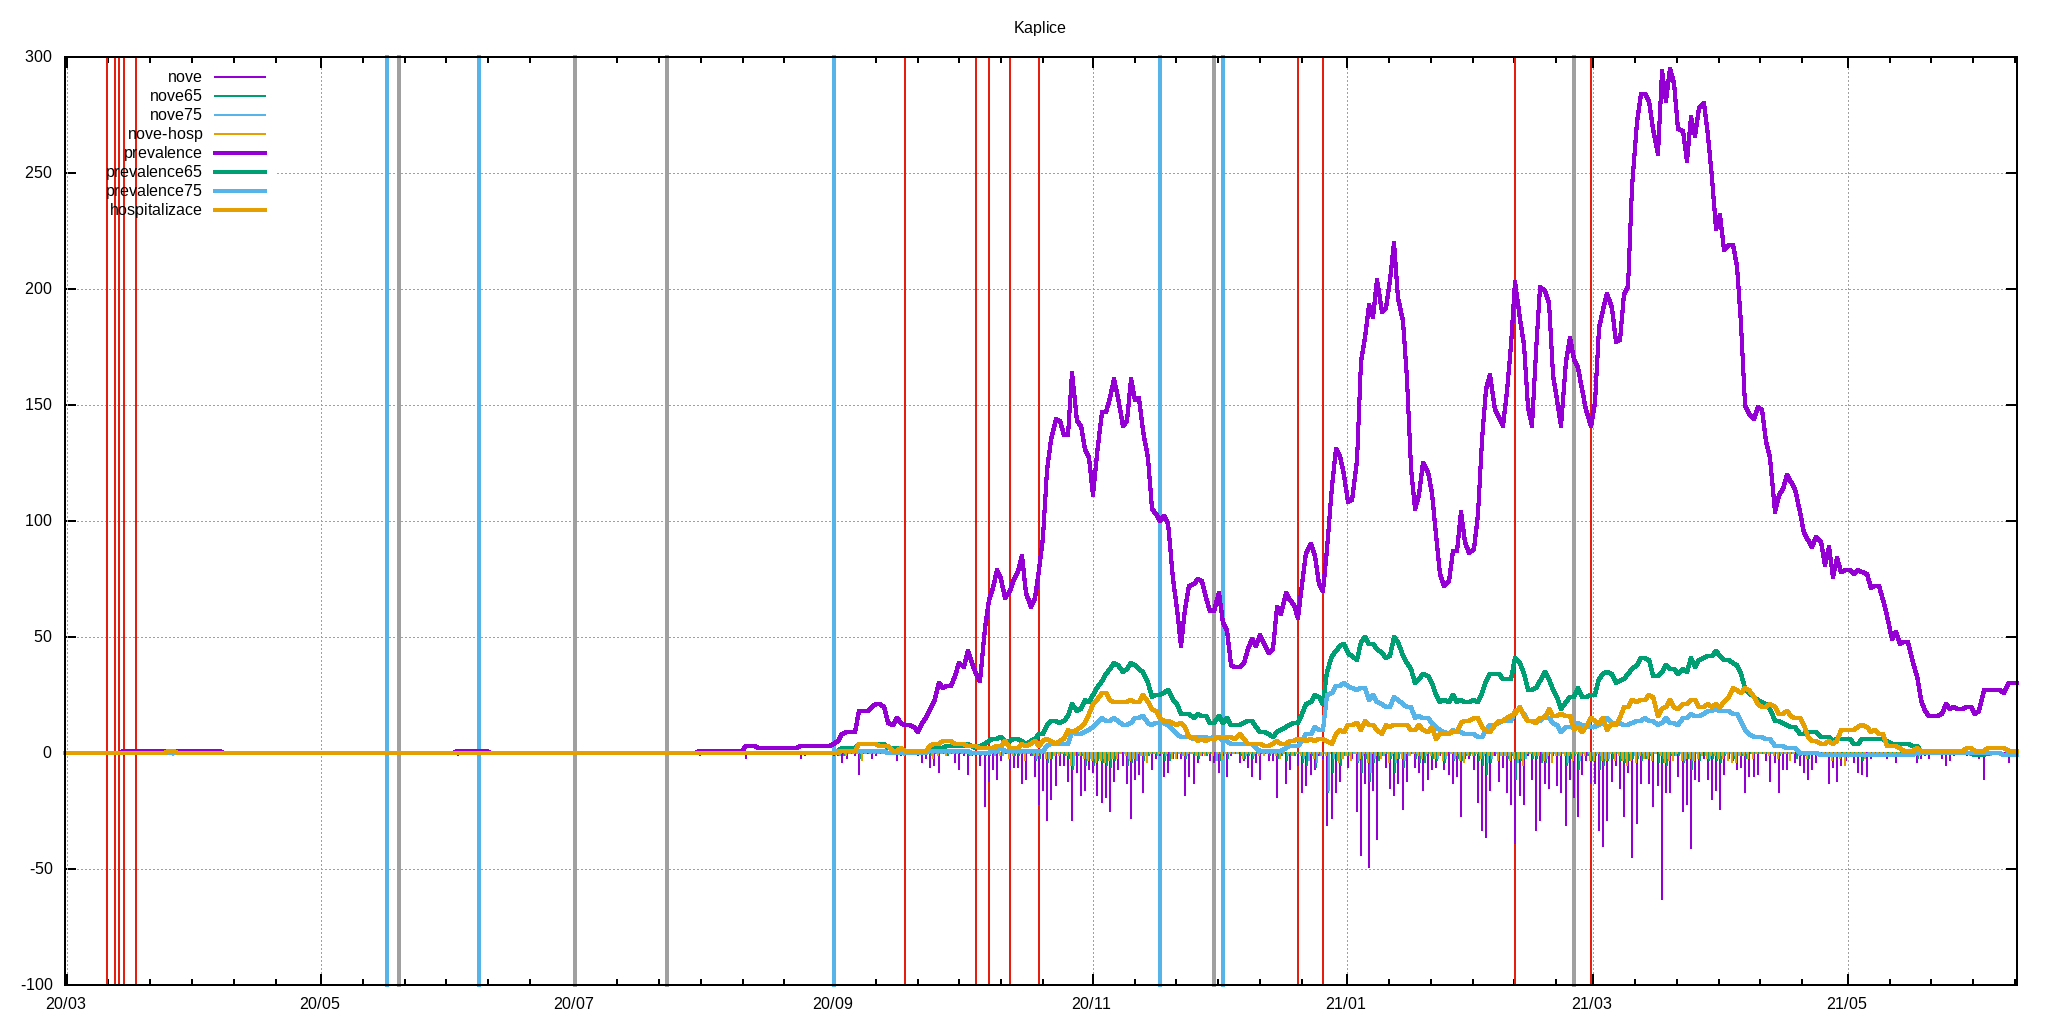 Kaplice
300
250
200
150
100
50
0
-50
-100
nove
nove65
nove75
nove-hosp
prevalence
prevalence65
prevalence75
hospitalizace
20/03 20/05 20/07 20/09 20/11 21/01 21/03 21/05